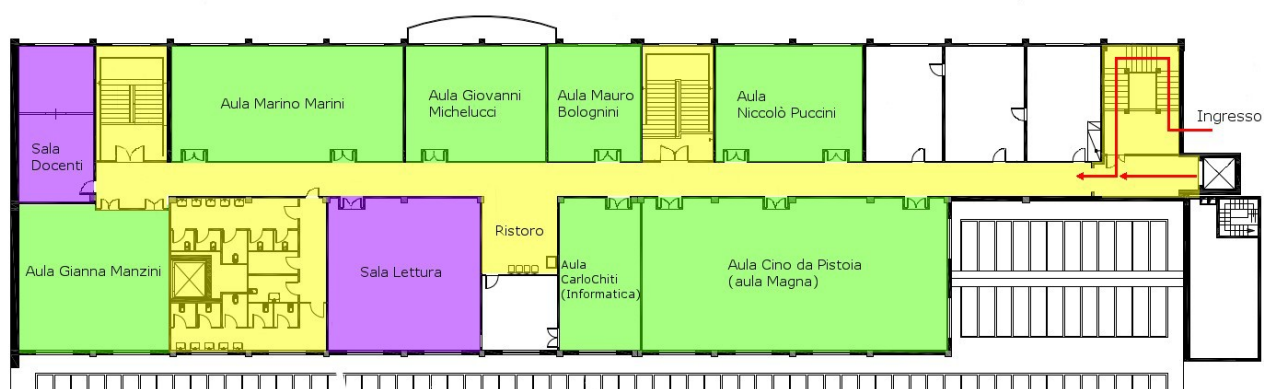 Aula Marino Marini
Aula Giovanni
Michelucci
Aula Mauro
Bolognini
Aula
Niccolò Puccini
Ingresso
Sala
Docenti
Aula Gianna Manzini
Sala Lettura
Ristoro
Aula
CarloChiti
(Informatica)
Aula Cino da Pistoia
(aula Magna)